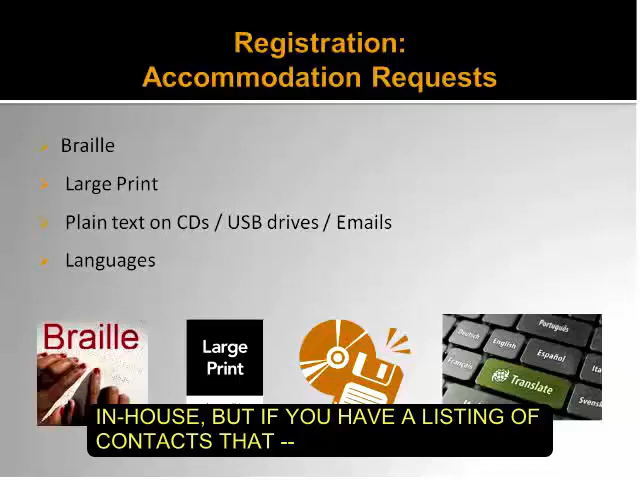 Registration:
Accommodation Requests
Braille
Large Print
Plain text on CDs / USB drives / Emails
Languages
Braille
Large
Print
Deutsch
English
Português
Français
Español
Translate
Svensk
IN-HOUSE, BUT IF YOU HAVE A LISTING OF
CONTACTS THAT --